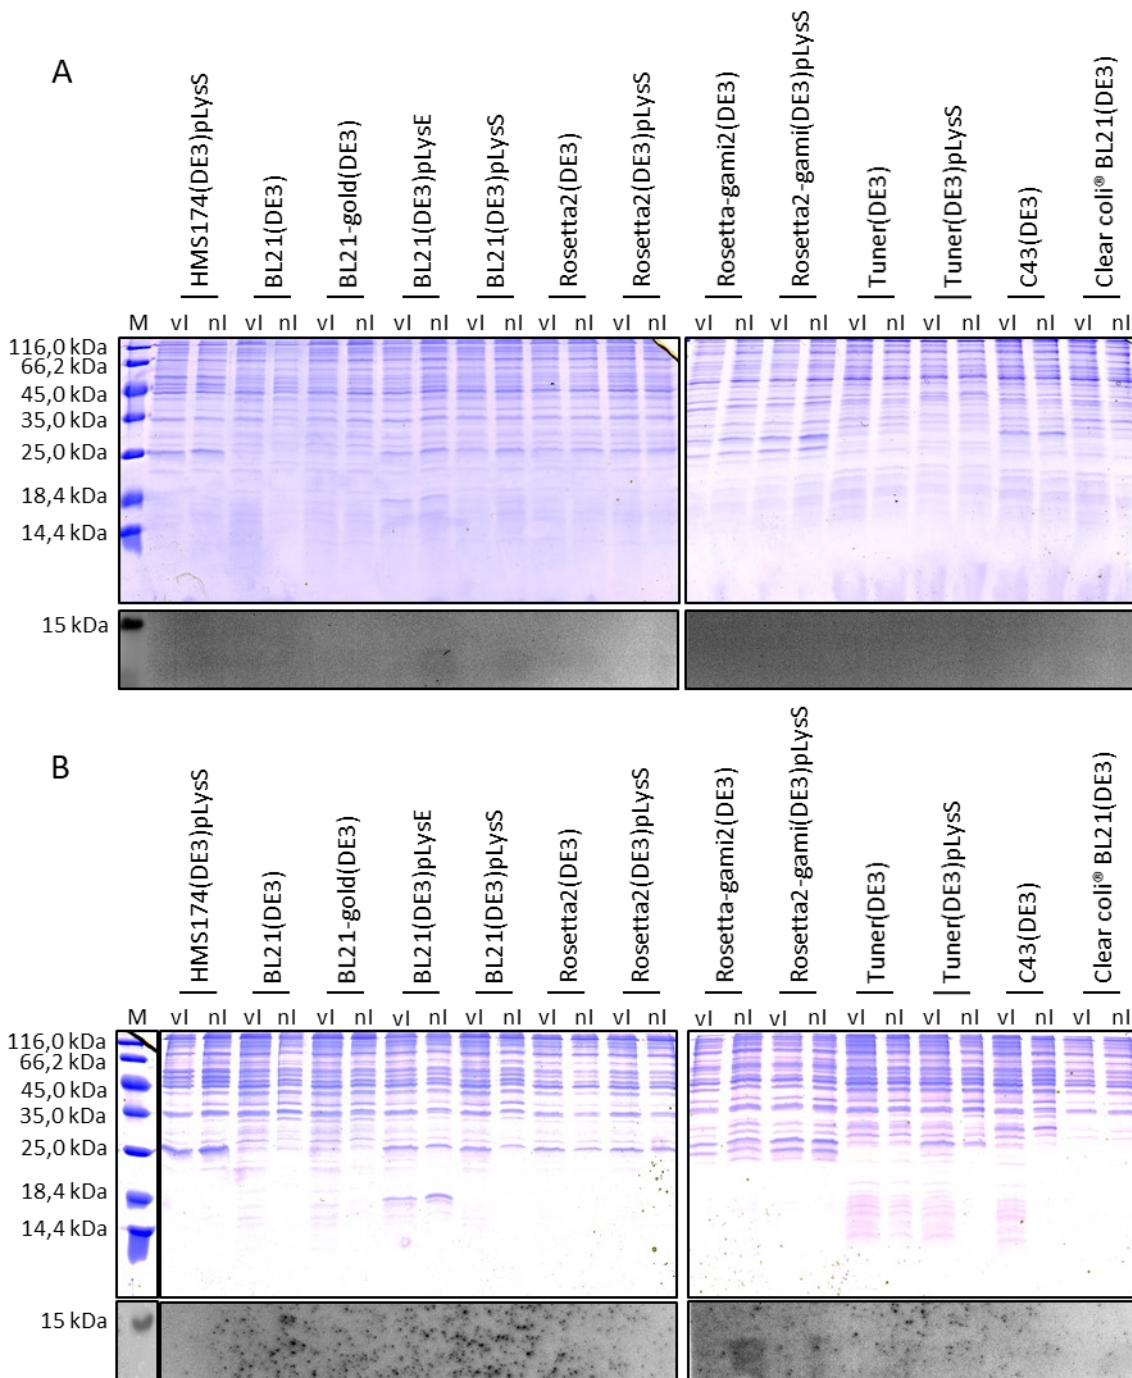 A
HMS174(DE3)pLysS
BL21(DE3)
BL21-gold(DE3)
BL21(DE3)pLysE
BL21(DE3)pLysS
Rosetta2(DE3)
Rosetta2(DE3)pLysS
Rosetta-gami2(DE3)
Rosetta2-gami(DE3)pLysS
Tuner(DE3)
Tuner(DE3)pLysS
C43(DE3)
Clear coli® BL21(DE3)
M vI nI vI nI vI nI vI nI vI nI vI nI vI nI vI nI vI nI vI nI vI nI vI nI vI nI
116,0 kDa
66,2 kDa
45,0 kDa
35,0 kDa
25,0 kDa
18,4 kDa
14,4 kDa
15 kDa
B
HMS174(DE3)pLysS
BL21(DE3)
BL21-gold(DE3)
BL21(DE3)pLysE
BL21(DE3)pLysS
Rosetta2(DE3)
Rosetta2(DE3)pLysS
Rosetta-gami2(DE3)
Rosetta2-gami(DE3)pLysS
Tuner(DE3)
Tuner(DE3)pLysS
C43(DE3)
Clear coli® BL21(DE3)
M vI nI vI nI vI nI vI nI vI nI vI nI vI nI vI nI vI nI vI nI vI nI vI nI vI nI
116,0 kDa
66,2 kDa
45,0 kDa
35,0 kDa
25,0 kDa
18,4 kDa
14,4 kDa
15 kDa